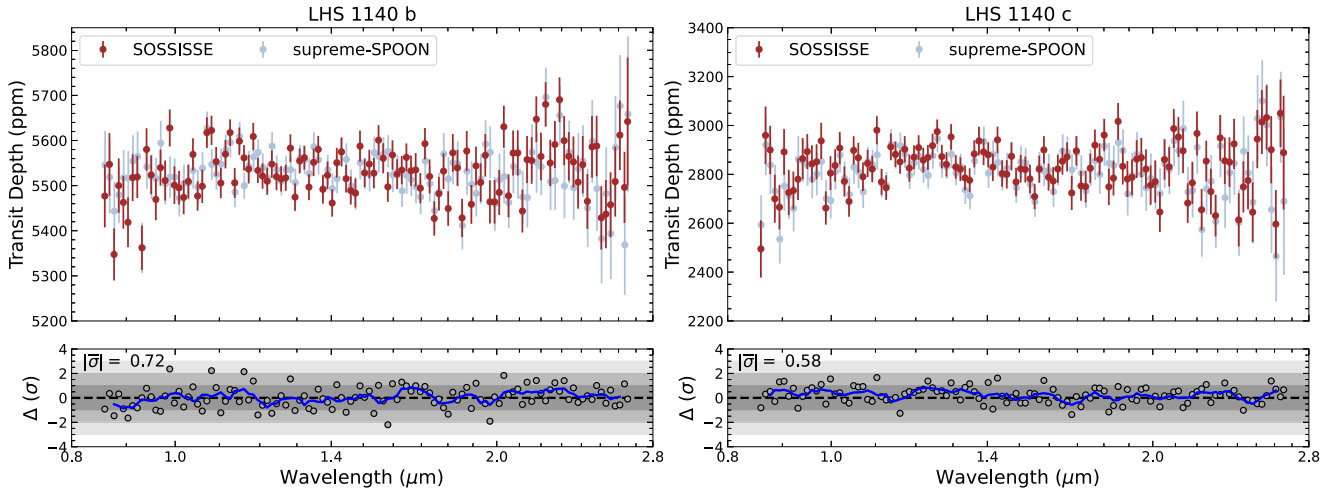 LHS 1140 b
SOSSISSE supreme-SPOON
Transit Depth (ppm)
5800
5700
5600
5500
5400
5300
5200
|σ̅| = 0.72
Δ (σ)
4
2
0
−2
−4
0.8 1.0 1.4 2.0 2.8
Wavelength (μm)
LHS 1140 c
SOSSISSE supreme-SPOON
Transit Depth (ppm)
3400
3200
3000
2800
2600
2400
2200
|σ̅| = 0.58
Δ (σ)
4
2
0
−2
−4
0.8 1.0 1.4 2.0 2.8
Wavelength (μm)